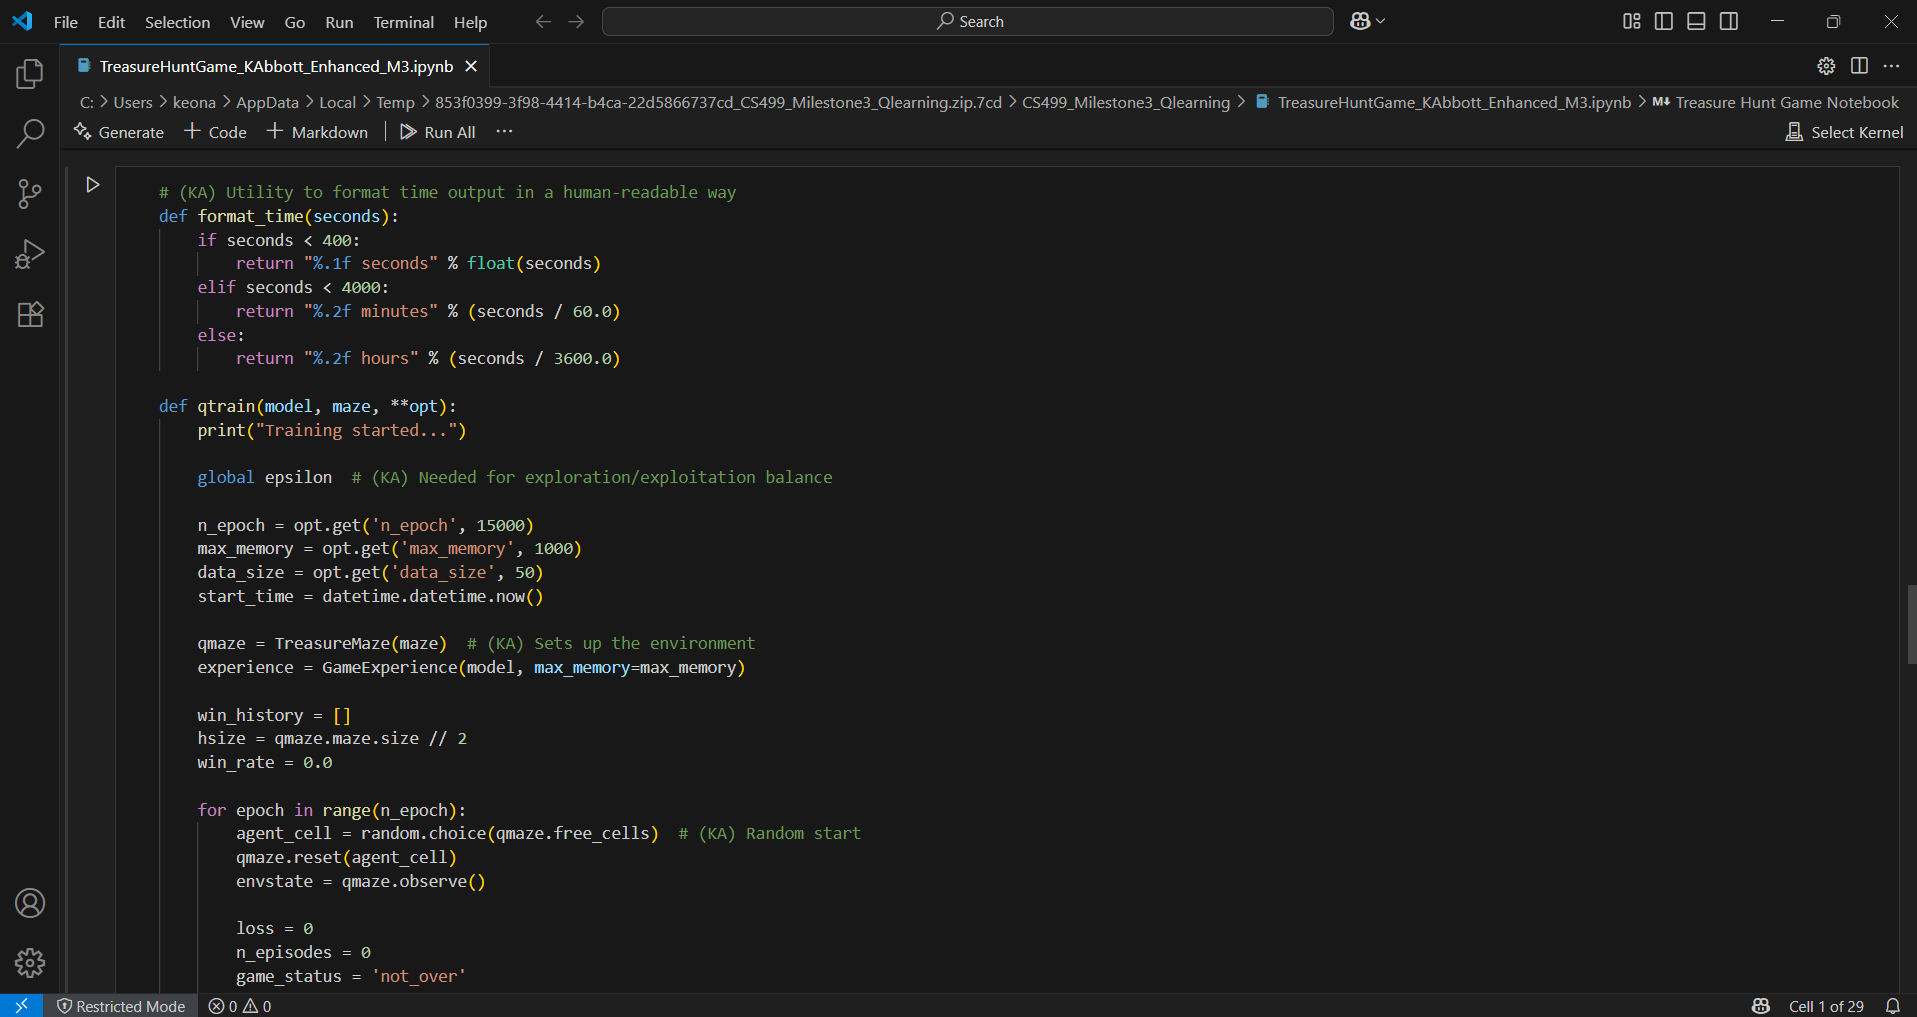 File Edit Selection View Go Run Terminal Help Search
TreasureHuntGame_KAbbott_Enhanced_M3.ipynb
C: > Users > keona > AppData > Local > Temp > 853f0399-3f98-4414-b4ca-22d5866737cd_CS499_Milestone3_Qlearning.zip.7cd > CS499_Milestone3_Qlearning > TreasureHuntGame_KAbbott_Enhanced_M3.ipynb > M↓ Treasure Hunt Game Notebook
Generate + Code + Markdown | Run All ··· Select Kernel
# (KA) Utility to format time output in a human-readable way
def format_time(seconds):
    if seconds < 400:
        return "%.1f seconds" % float(seconds)
    elif seconds < 4000:
        return "%.2f minutes" % (seconds / 60.0)
    else:
        return "%.2f hours" % (seconds / 3600.0)
def qtrain(model, maze, **opt):
    print("Training started...")
    global epsilon  # (KA) Needed for exploration/exploitation balance
    n_epoch = opt.get('n_epoch', 15000)
    max_memory = opt.get('max_memory', 1000)
    data_size = opt.get('data_size', 50)
    start_time = datetime.datetime.now()
    qmaze = TreasureMaze(maze)  # (KA) Sets up the environment
    experience = GameExperience(model, max_memory=max_memory)
    win_history = []
    hsize = qmaze.maze.size // 2
    win_rate = 0.0
    for epoch in range(n_epoch):
        agent_cell = random.choice(qmaze.free_cells)  # (KA) Random start
        qmaze.reset(agent_cell)
        envstate = qmaze.observe()
        loss = 0
        n_episodes = 0
        game_status = 'not_over'
Restricted Mode 0 0 Cell 1 of 29